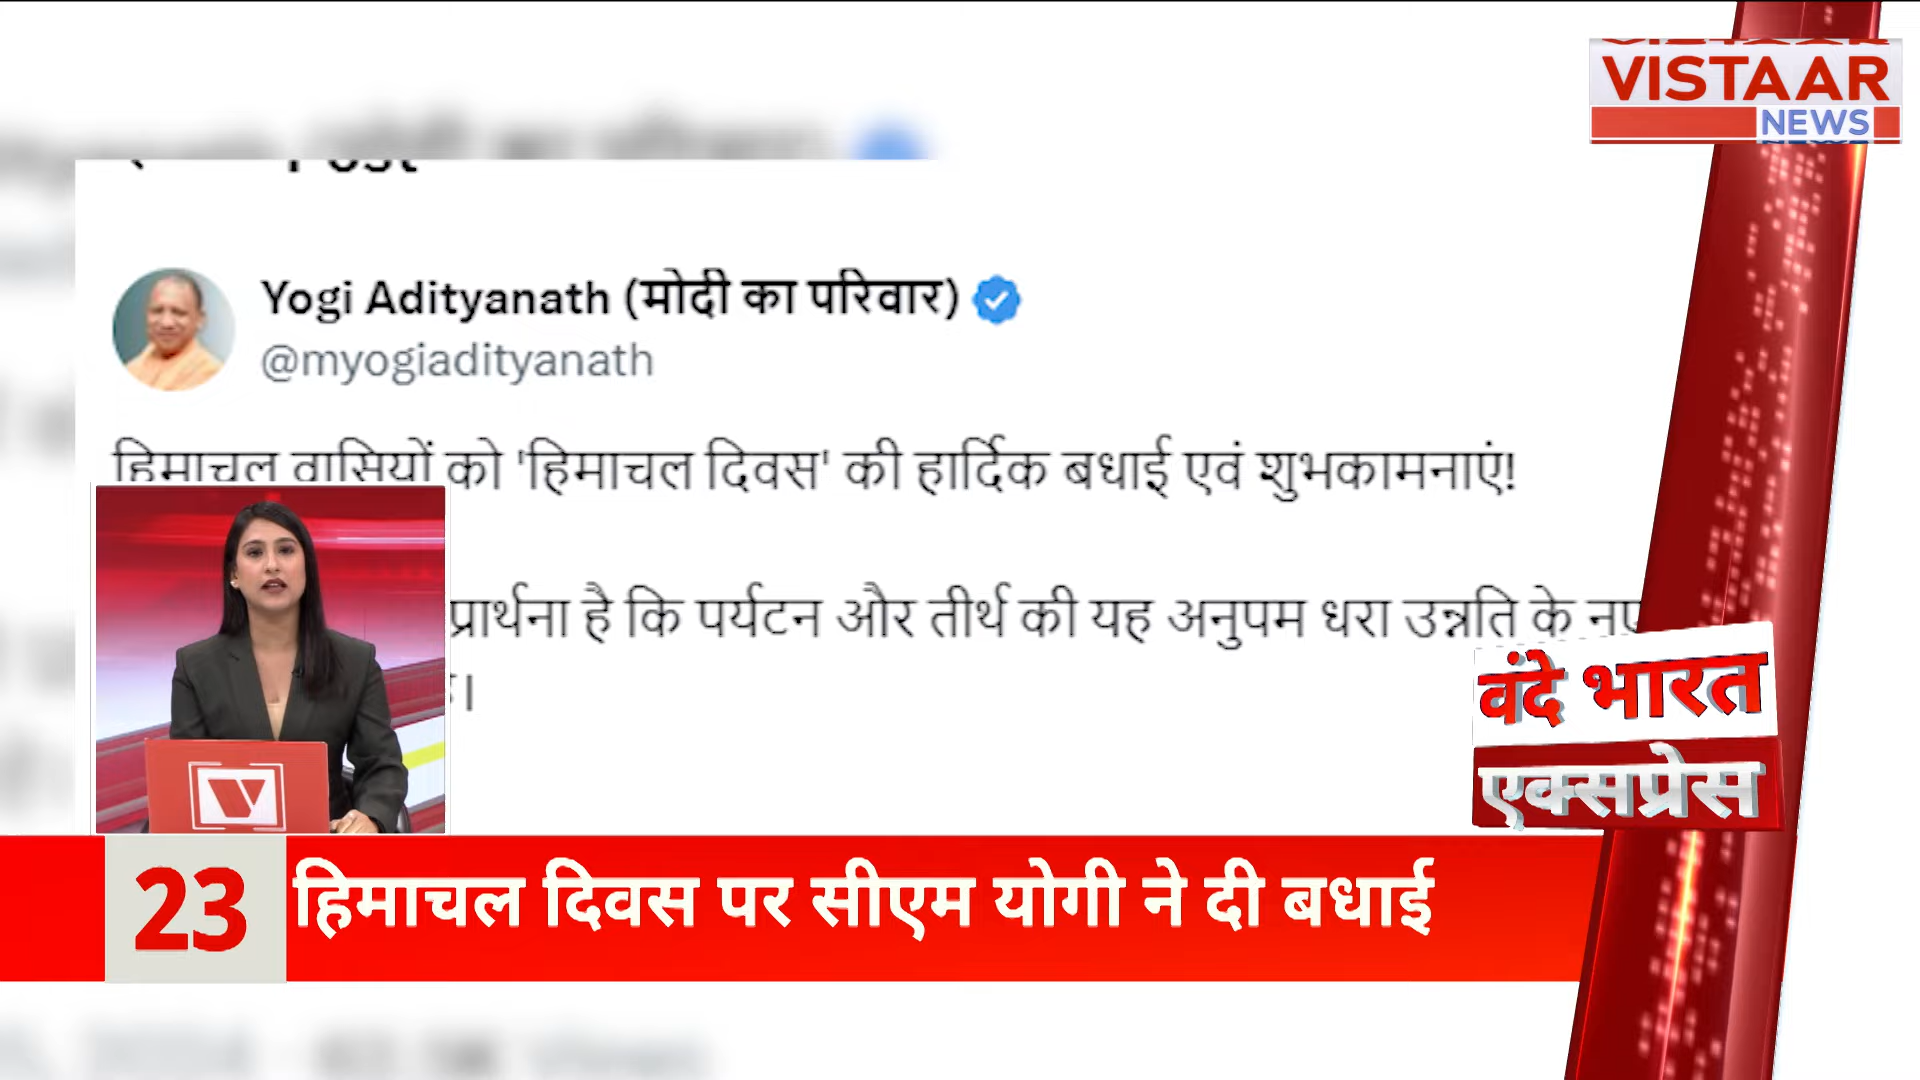 VISTAAR
NEWS
Post
Yogi Adityanath (मोदी का परिवार)
@myogiadityanath
हिमाचल वासियों को 'हिमाचल दिवस' की हार्दिक बधाई एवं शुभकामनाएं!
प्रार्थना है कि पर्यटन और तीर्थ की यह अनुपम धरा उन्नति के
वंदे भारत
एक्सप्रेस
23 हिमाचल दिवस पर सीएम योगी ने दी बधाई